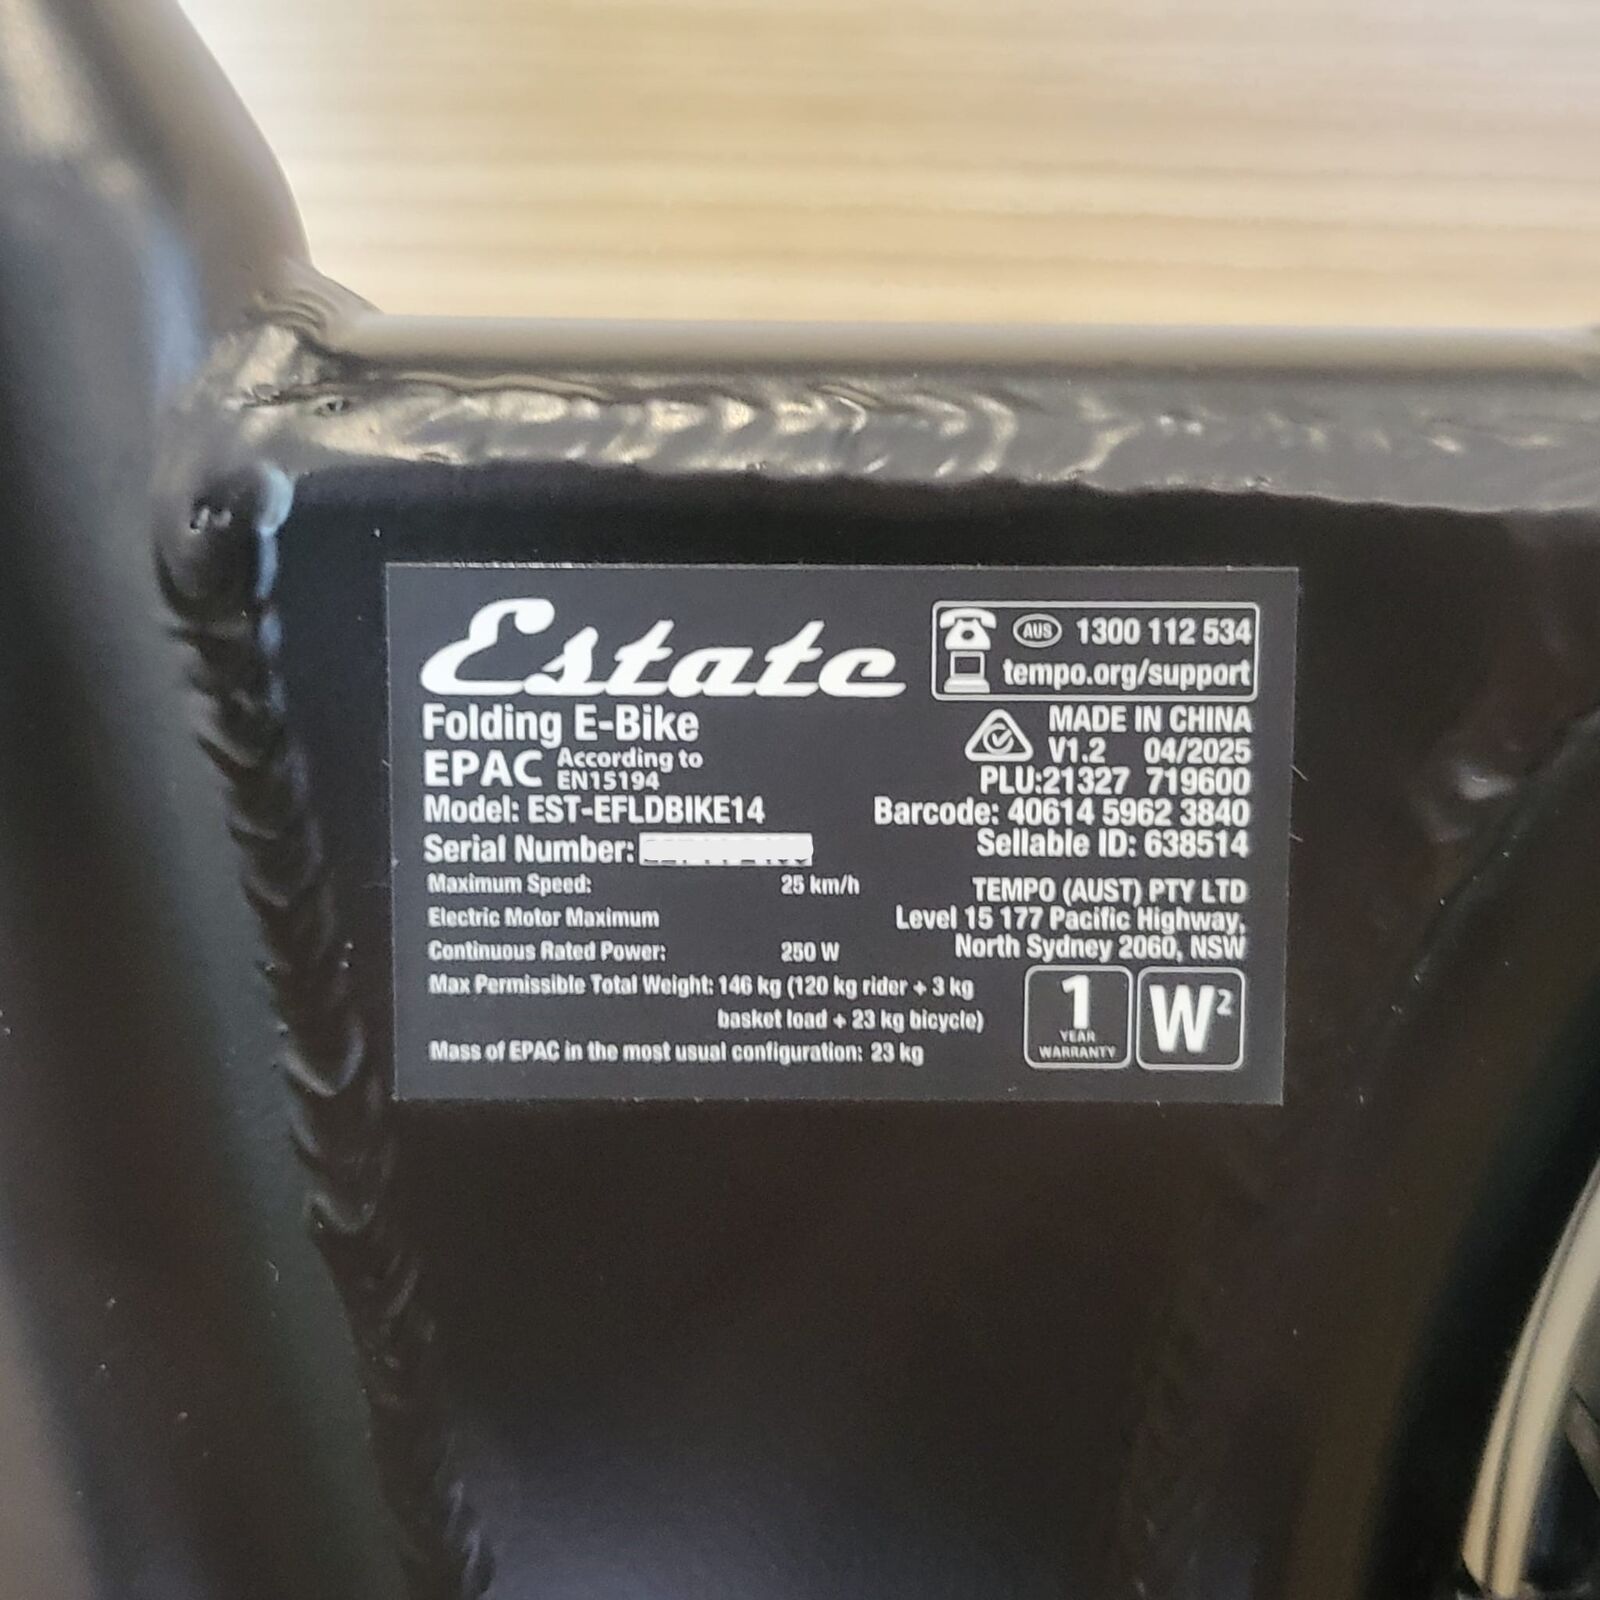 Estate
Folding E-Bike
EPAC According to EN15194
Model: EST-EFLDBIKE14
Serial Number:
Maximum Speed: 25 km/h
Electric Motor Maximum
Continuous Rated Power: 250 W
Max Permissible Total Weight: 146 kg (120 kg rider + 3 kg
basket load + 23 kg bicycle)
Mass of EPAC in the most usual configuration: 23 kg
AUS 1300 112 534
tempo.org/support
MADE IN CHINA
V1.2 04/2025
PLU:21327 719600
Barcode: 40614 5962 3840
Sellable ID: 638514
TEMPO (AUST) PTY LTD
Level 15 177 Pacific Highway,
North Sydney 2060, NSW
1
YEAR
WARRANTY
W²